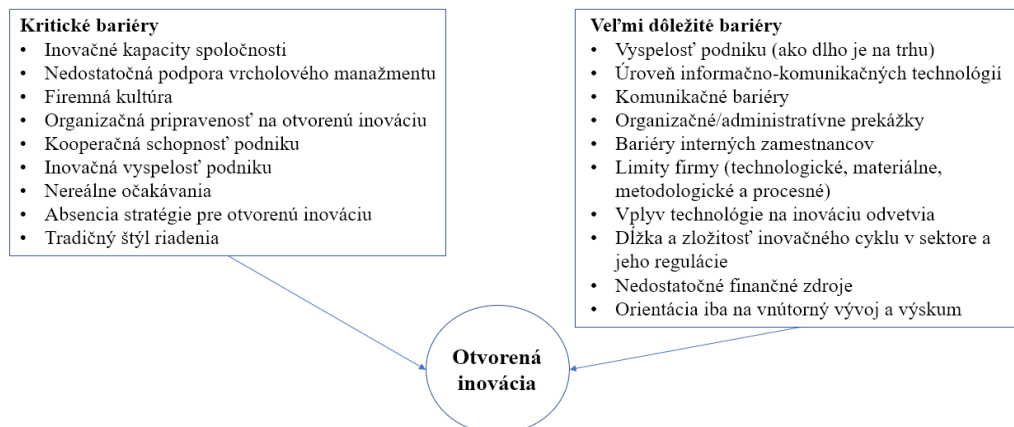 Kritické bariéry
• Inovačné kapacity spoločnosti
• Nedostatočná podpora vrcholového manažmentu
• Firemná kultúra
• Organizačná pripravenosť na otvorenú inováciu
• Kooperačná schopnosť podniku
• Inovačná vyspelosť podniku
• Nereálne očakávania
• Absencia stratégie pre otvorenú inováciu
• Tradičný štýl riadenia
Veľmi dôležité bariéry
• Vyspelosť podniku (ako dlho je na trhu)
• Úroveň informačno-komunikačných technológií
• Komunikačné bariéry
• Organizačné/administratívne prekážky
• Bariéry interných zamestnancov
• Limity firmy (technologické, materiálne,
metodologické a procesné)
• Vplyv technológie na inováciu odvetvia
• Dĺžka a zložitosť inovačného cyklu v sektore a
jeho regulácie
• Nedostatočné finančné zdroje
• Orientácia iba na vnútorný vývoj a výskum
Otvorená
inovácia